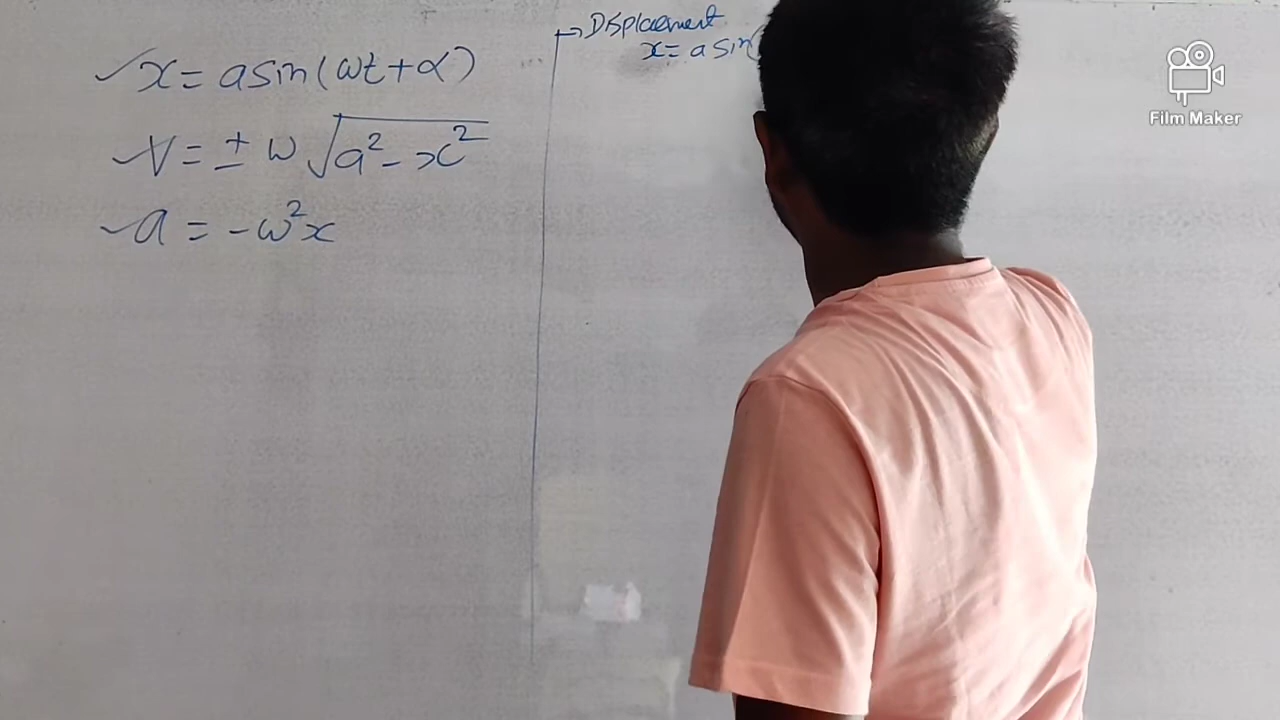 x = a sin(ωt + α)
V = ± ω √a² - x²
a = -ω²x
Displacement
x = a sin(
Film Maker